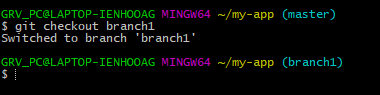 GRV_PC@LAPTOP-IENHOOAG MINGW64 ~/my-app (master)
$ git checkout branch1
Switched to branch 'branch1'
GRV_PC@LAPTOP-IENHOOAG MINGW64 ~/my-app (branch1)
$